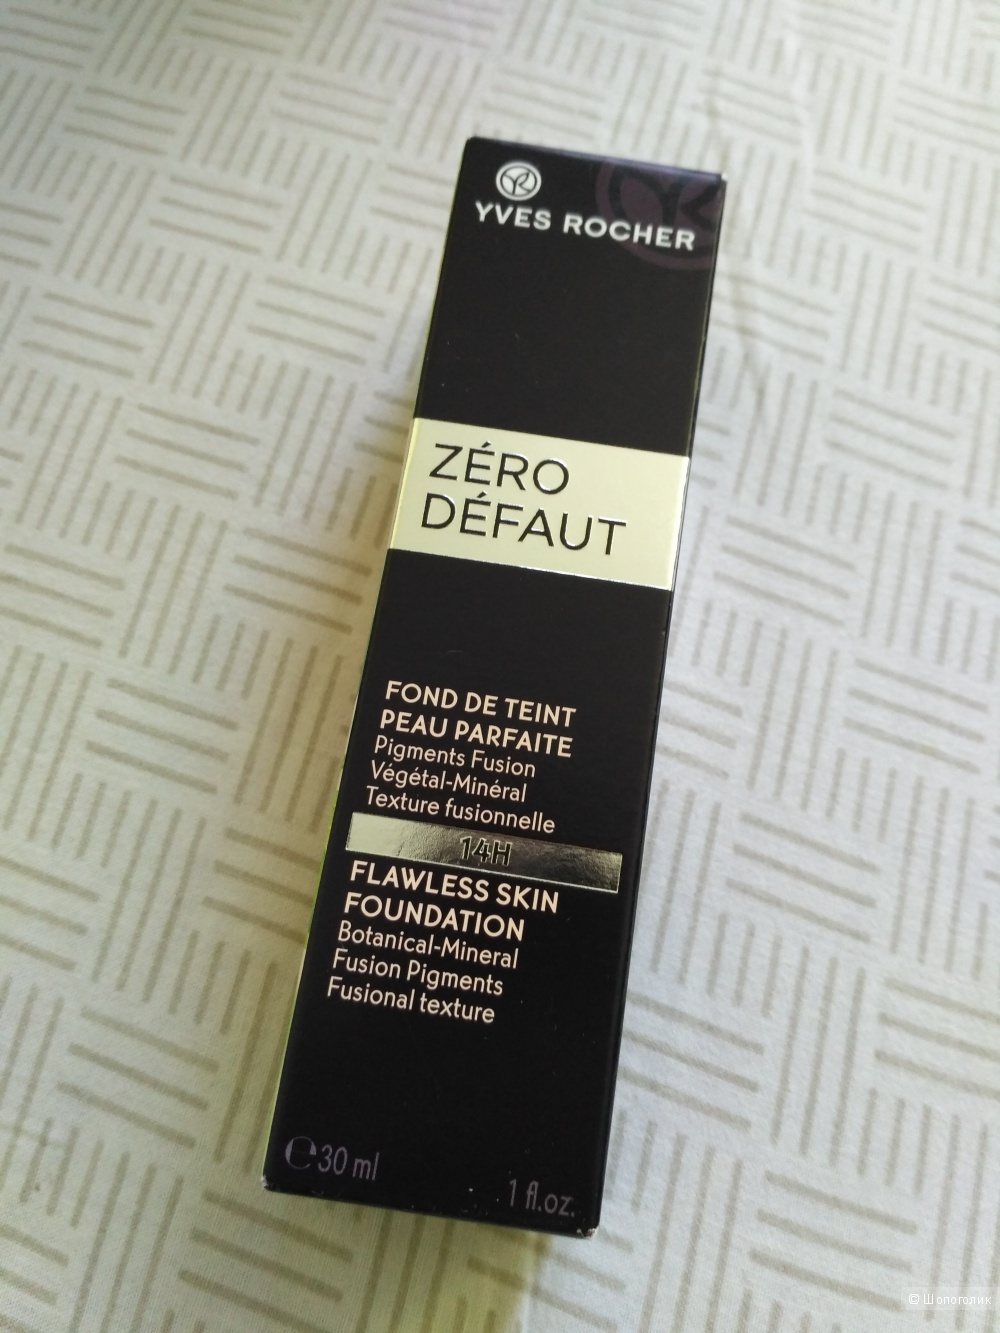 YVES ROCHER
ZÉRO
DÉFAUT
FOND DE TEINT
PEAU PARFAITE
Pigments Fusion
Végétal-Minéral
Texture fusionnelle
14H
FLAWLESS SKIN
FOUNDATION
Botanical-Mineral
Fusion Pigments
Fusional texture
℮30 ml
1 fl.oz.
© Шопоголик